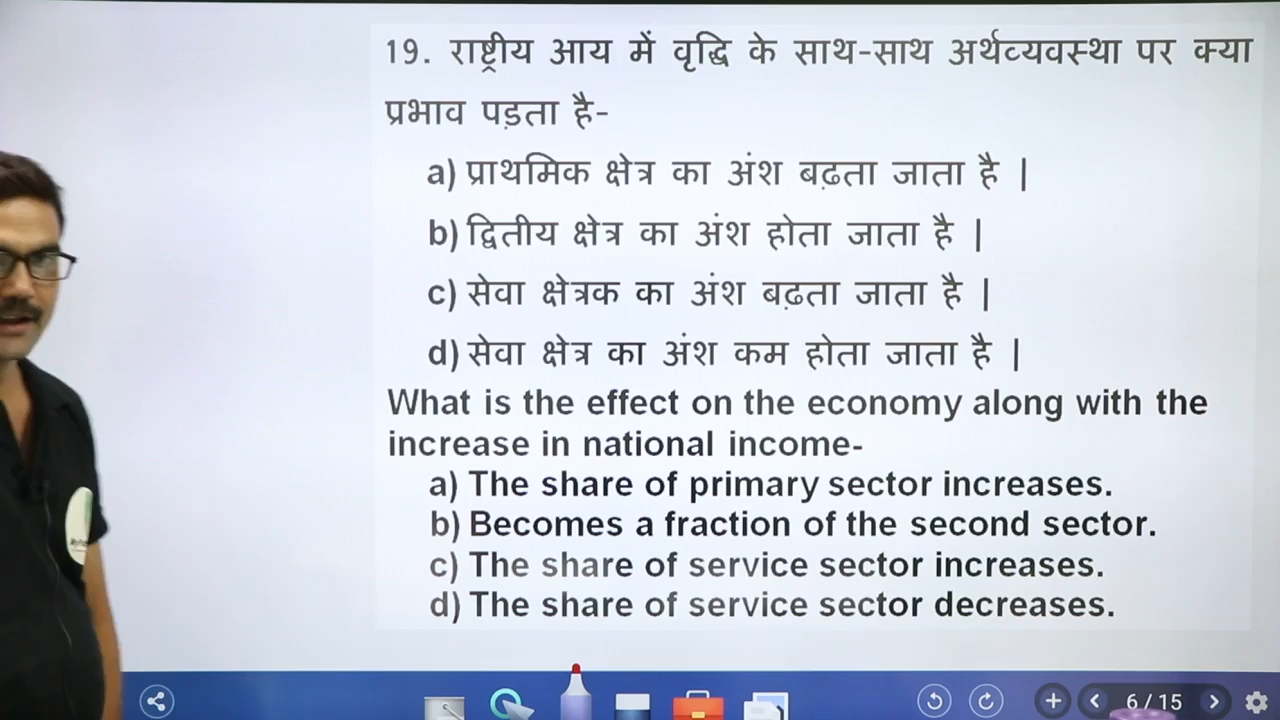 19. राष्ट्रीय आय में वृद्धि के साथ-साथ अर्थव्यवस्था पर क्या
प्रभाव पड़ता है-
a) प्राथमिक क्षेत्र का अंश बढ़ता जाता है |
b) द्वितीय क्षेत्र का अंश होता जाता है |
c) सेवा क्षेत्रक का अंश बढ़ता जाता है |
d) सेवा क्षेत्र का अंश कम होता जाता है |
What is the effect on the economy along with the
increase in national income-
a) The share of primary sector increases.
b) Becomes a fraction of the second sector.
c) The share of service sector increases.
d) The share of service sector decreases.
6 / 15